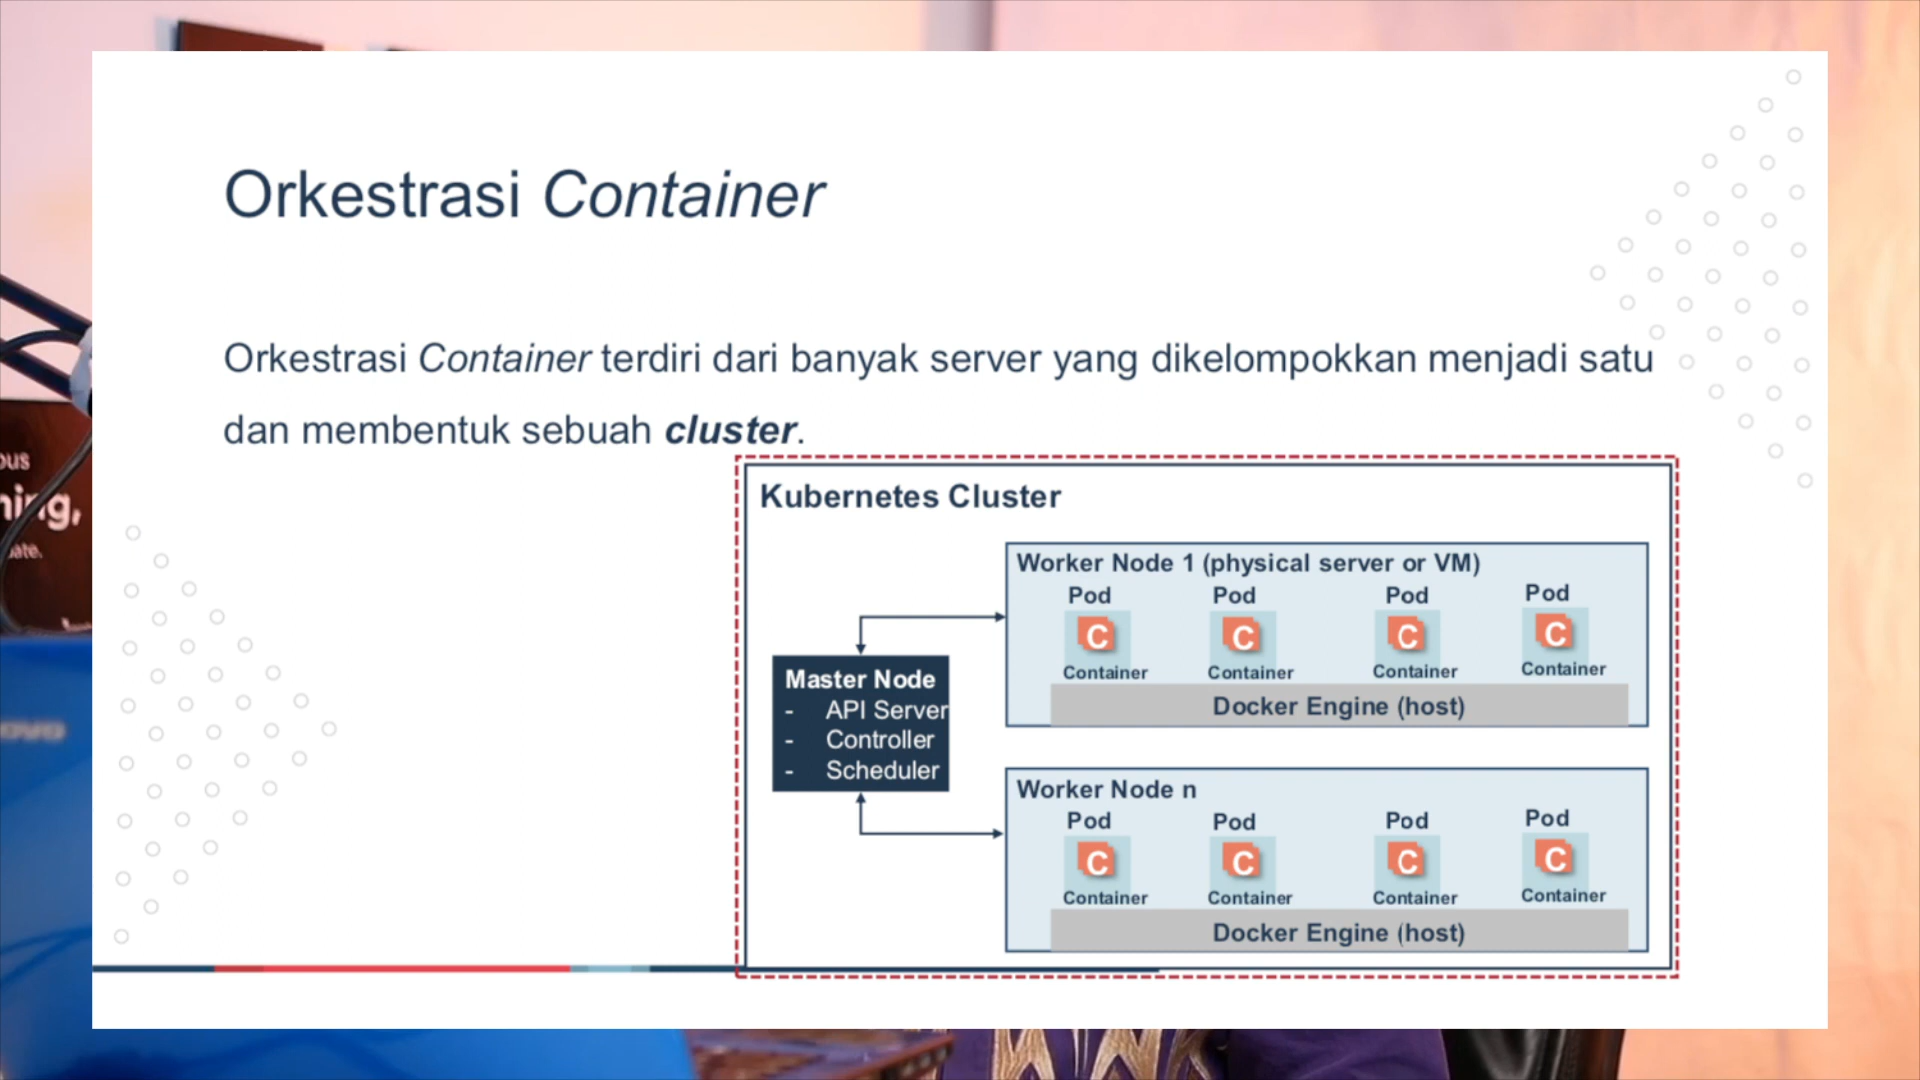 Orkestrasi Container
Orkestrasi Container terdiri dari banyak server yang dikelompokkan menjadi satu
dan membentuk sebuah cluster.
Kubernetes Cluster
Worker Node 1 (physical server or VM)
Pod Pod Pod Pod
C C C C
Container Container Container Container
Docker Engine (host)
Master Node
- API Server
- Controller
- Scheduler
Worker Node n
Pod Pod Pod Pod
C C C C
Container Container Container Container
Docker Engine (host)